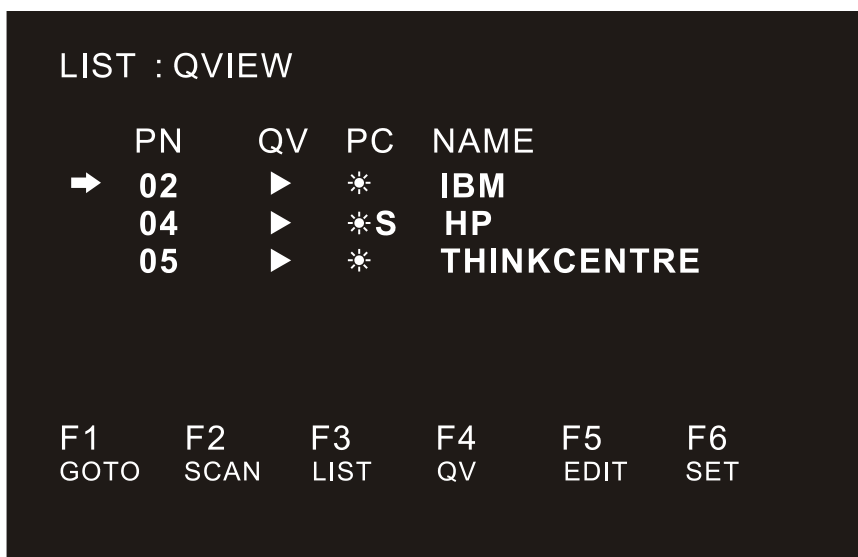 LIST : QVIEW
PN QV PC NAME
➡ 02 ▶ ☀ IBM
04 ▶ ☀S HP
05 ▶ ☀ THINKCENTRE
F1 F2 F3 F4 F5 F6
GOTO SCAN LIST QV EDIT SET